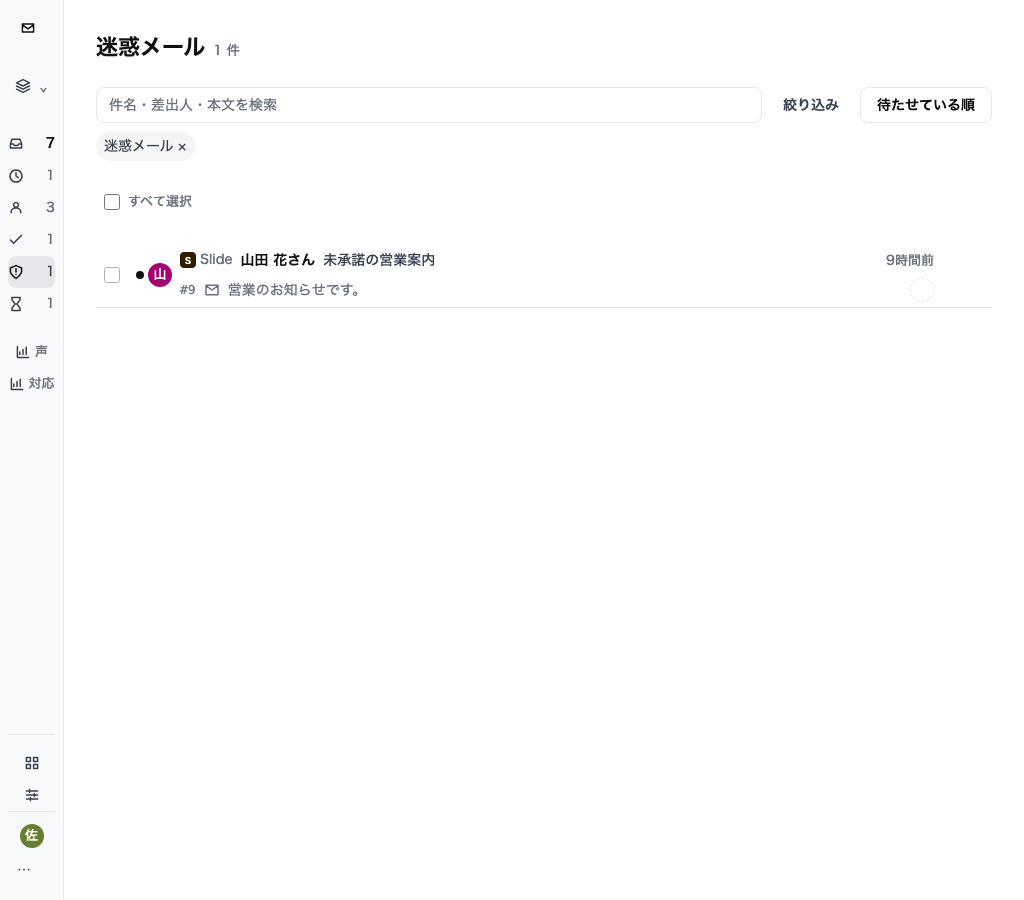 迷惑メール 1 件
件名・差出人・本文を検索
絞り込み
待たせている順
迷惑メール ×
7
1
3
1
1
1
声
対応
すべて選択
山
s Slide 山田 花さん 未承諾の営業案内
9時間前
#9 営業のお知らせです。
佐
…